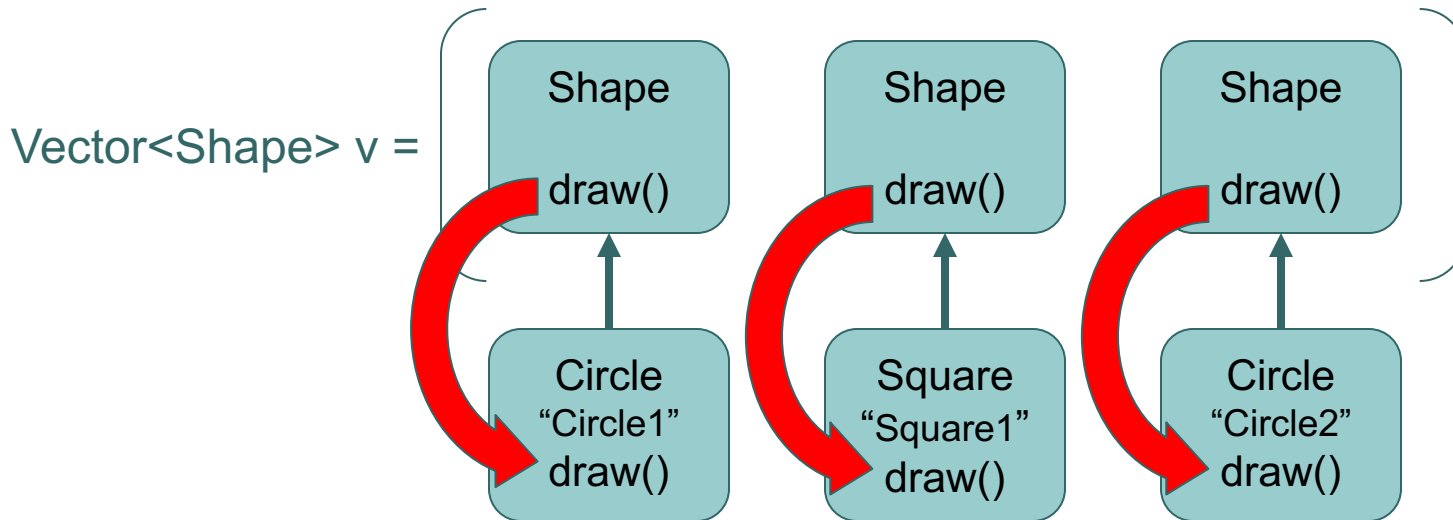 Vector<Shape> v =
Shape
draw()
Shape
draw()
Shape
draw()
Circle
“Circle1”
draw()
Square
“Square1”
draw()
Circle
“Circle2”
draw()